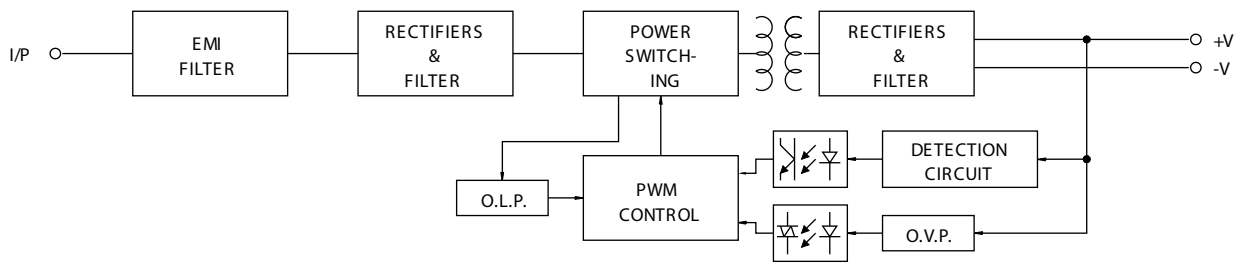 I/P
EMI
FILTER
RECTIFIERS
&
FILTER
POWER
SWITCH-
ING
RECTIFIERS
&
FILTER
+V
-V
O.L.P.
PWM
CONTROL
DETECTION
CIRCUIT
O.V.P.